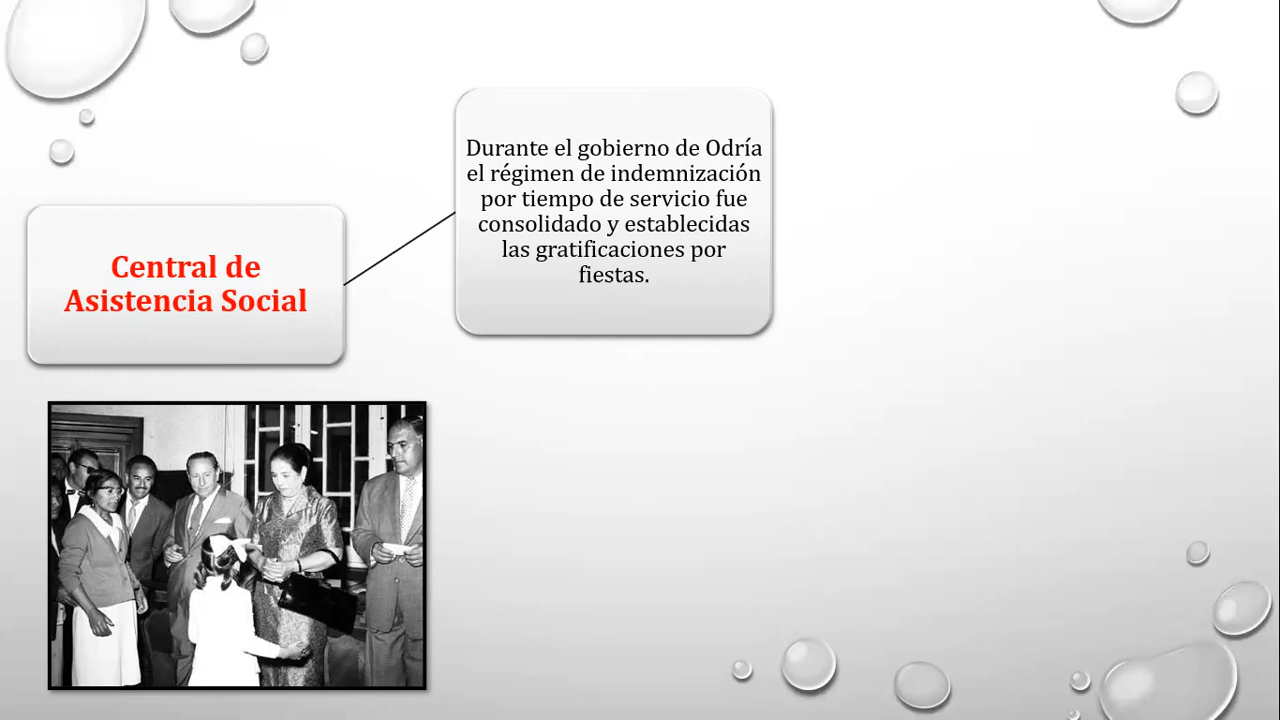 Central de
Asistencia Social
Durante el gobierno de Odría
el régimen de indemnización
por tiempo de servicio fue
consolidado y establecidas
las gratificaciones por
fiestas.